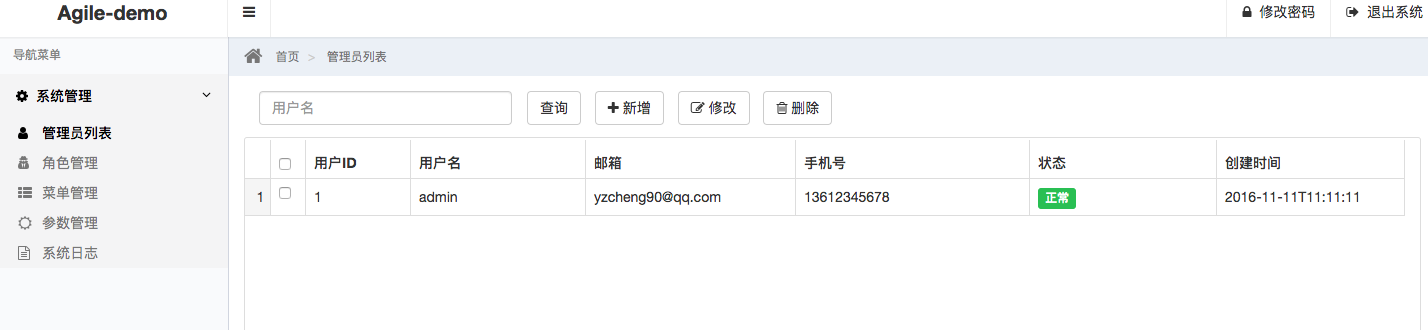 Agile-demo
修改密码
退出系统
导航菜单
首页 > 管理员列表
系统管理
管理员列表
角色管理
菜单管理
参数管理
系统日志
用户名
查询
新增
修改
删除
用户ID 用户名 邮箱 手机号 状态 创建时间
1 1 admin yzcheng90@qq.com 13612345678 正常 2016-11-11T11:11:11